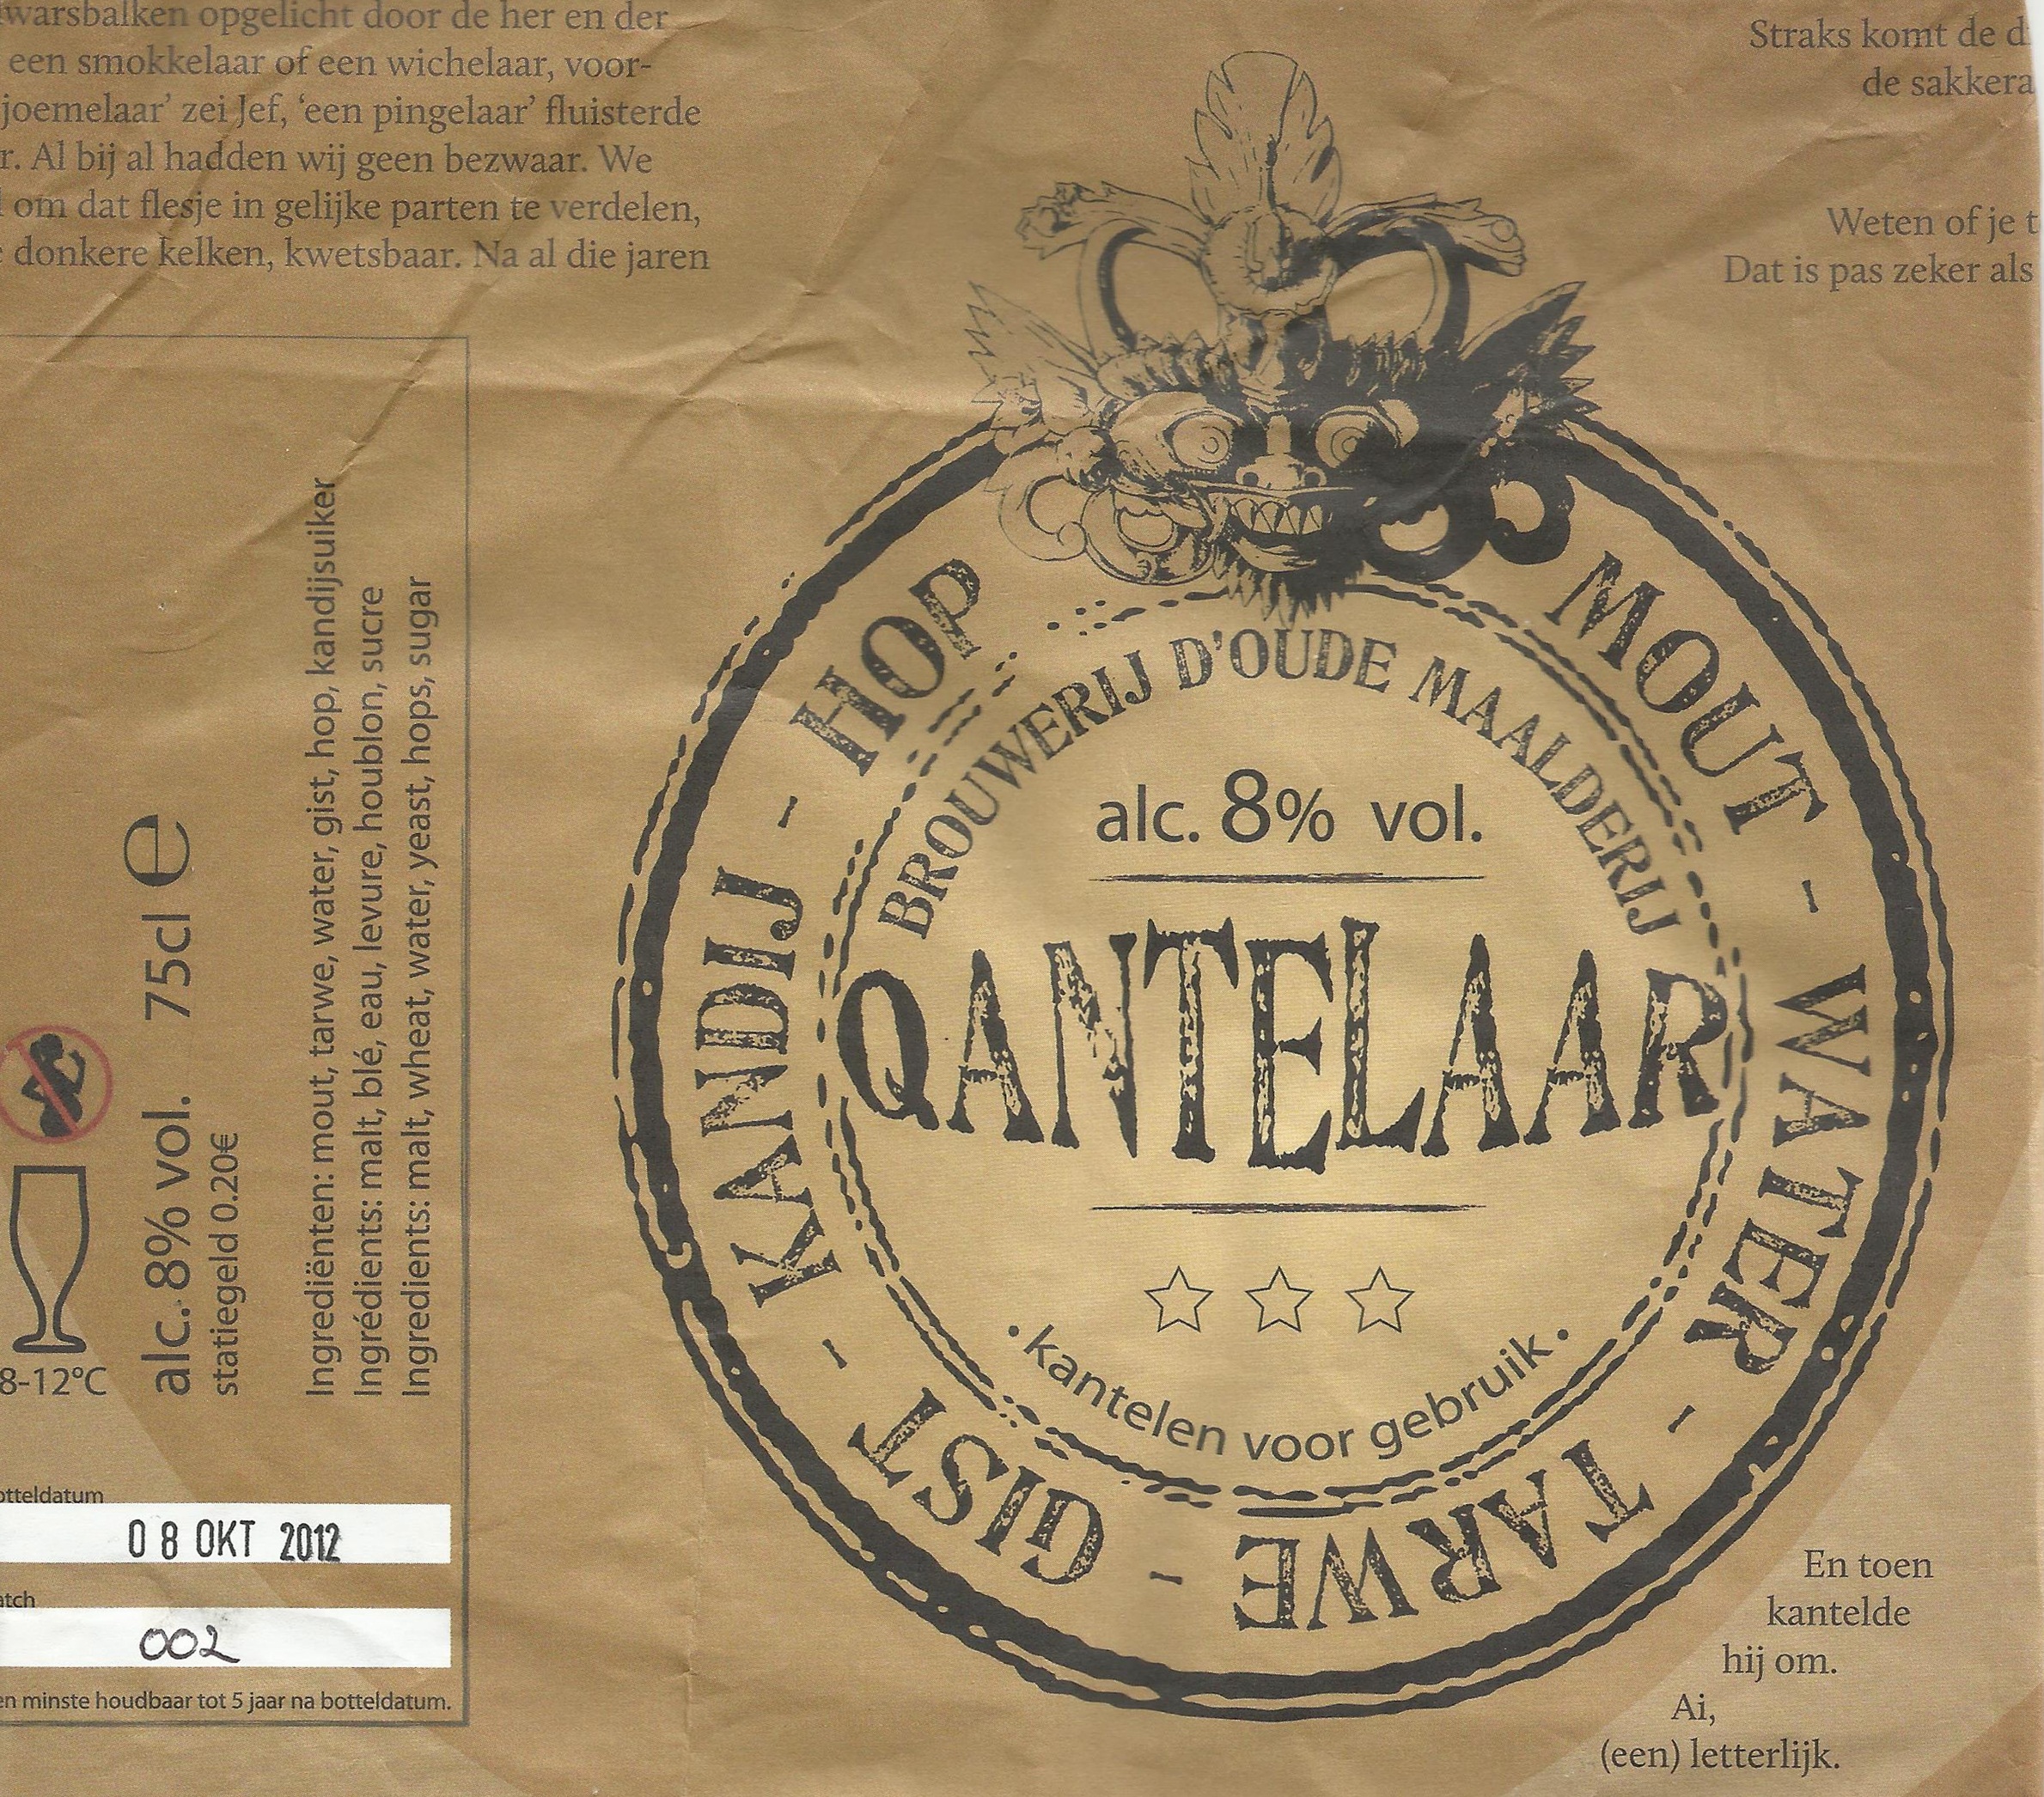 opgelicht door de her en der
een smokkelaar of een wichelaar, voor-
joemelaar’ zei Jef, ‘een pingelaar’ fluisterde
r. Al bij al hadden wij geen bezwaar. We
om dat flesje in gelijke parten te verdelen,
donkere kelken, kwetsbaar. Na al die jaren
Straks komt de d
de sakkera
Weten of je t
Dat is pas zeker als
8-12°C
alc. 8% vol. 75cl ℮
statiegeld 0.20€
Ingrediënten: mout, tarwe, water, gist, hop, kandijsuiker
Ingrédients: malt, blé, eau, levure, houblon, sucre
Ingredients: malt, wheat, water, yeast, hops, sugar
otteldatum
08 OKT 2012
atch
002
en minste houdbaar tot 5 jaar na botteldatum.
MOUT - WATER - TARWE - GIST - KANDIJ - HOP
BROUWERIJ D'OUDE MAALDERIJ
alc. 8% vol.
QANTELAAR
• kantelen voor gebruik •
En toen
kantelde
hij om.
Ai,
(een) letterlijk.